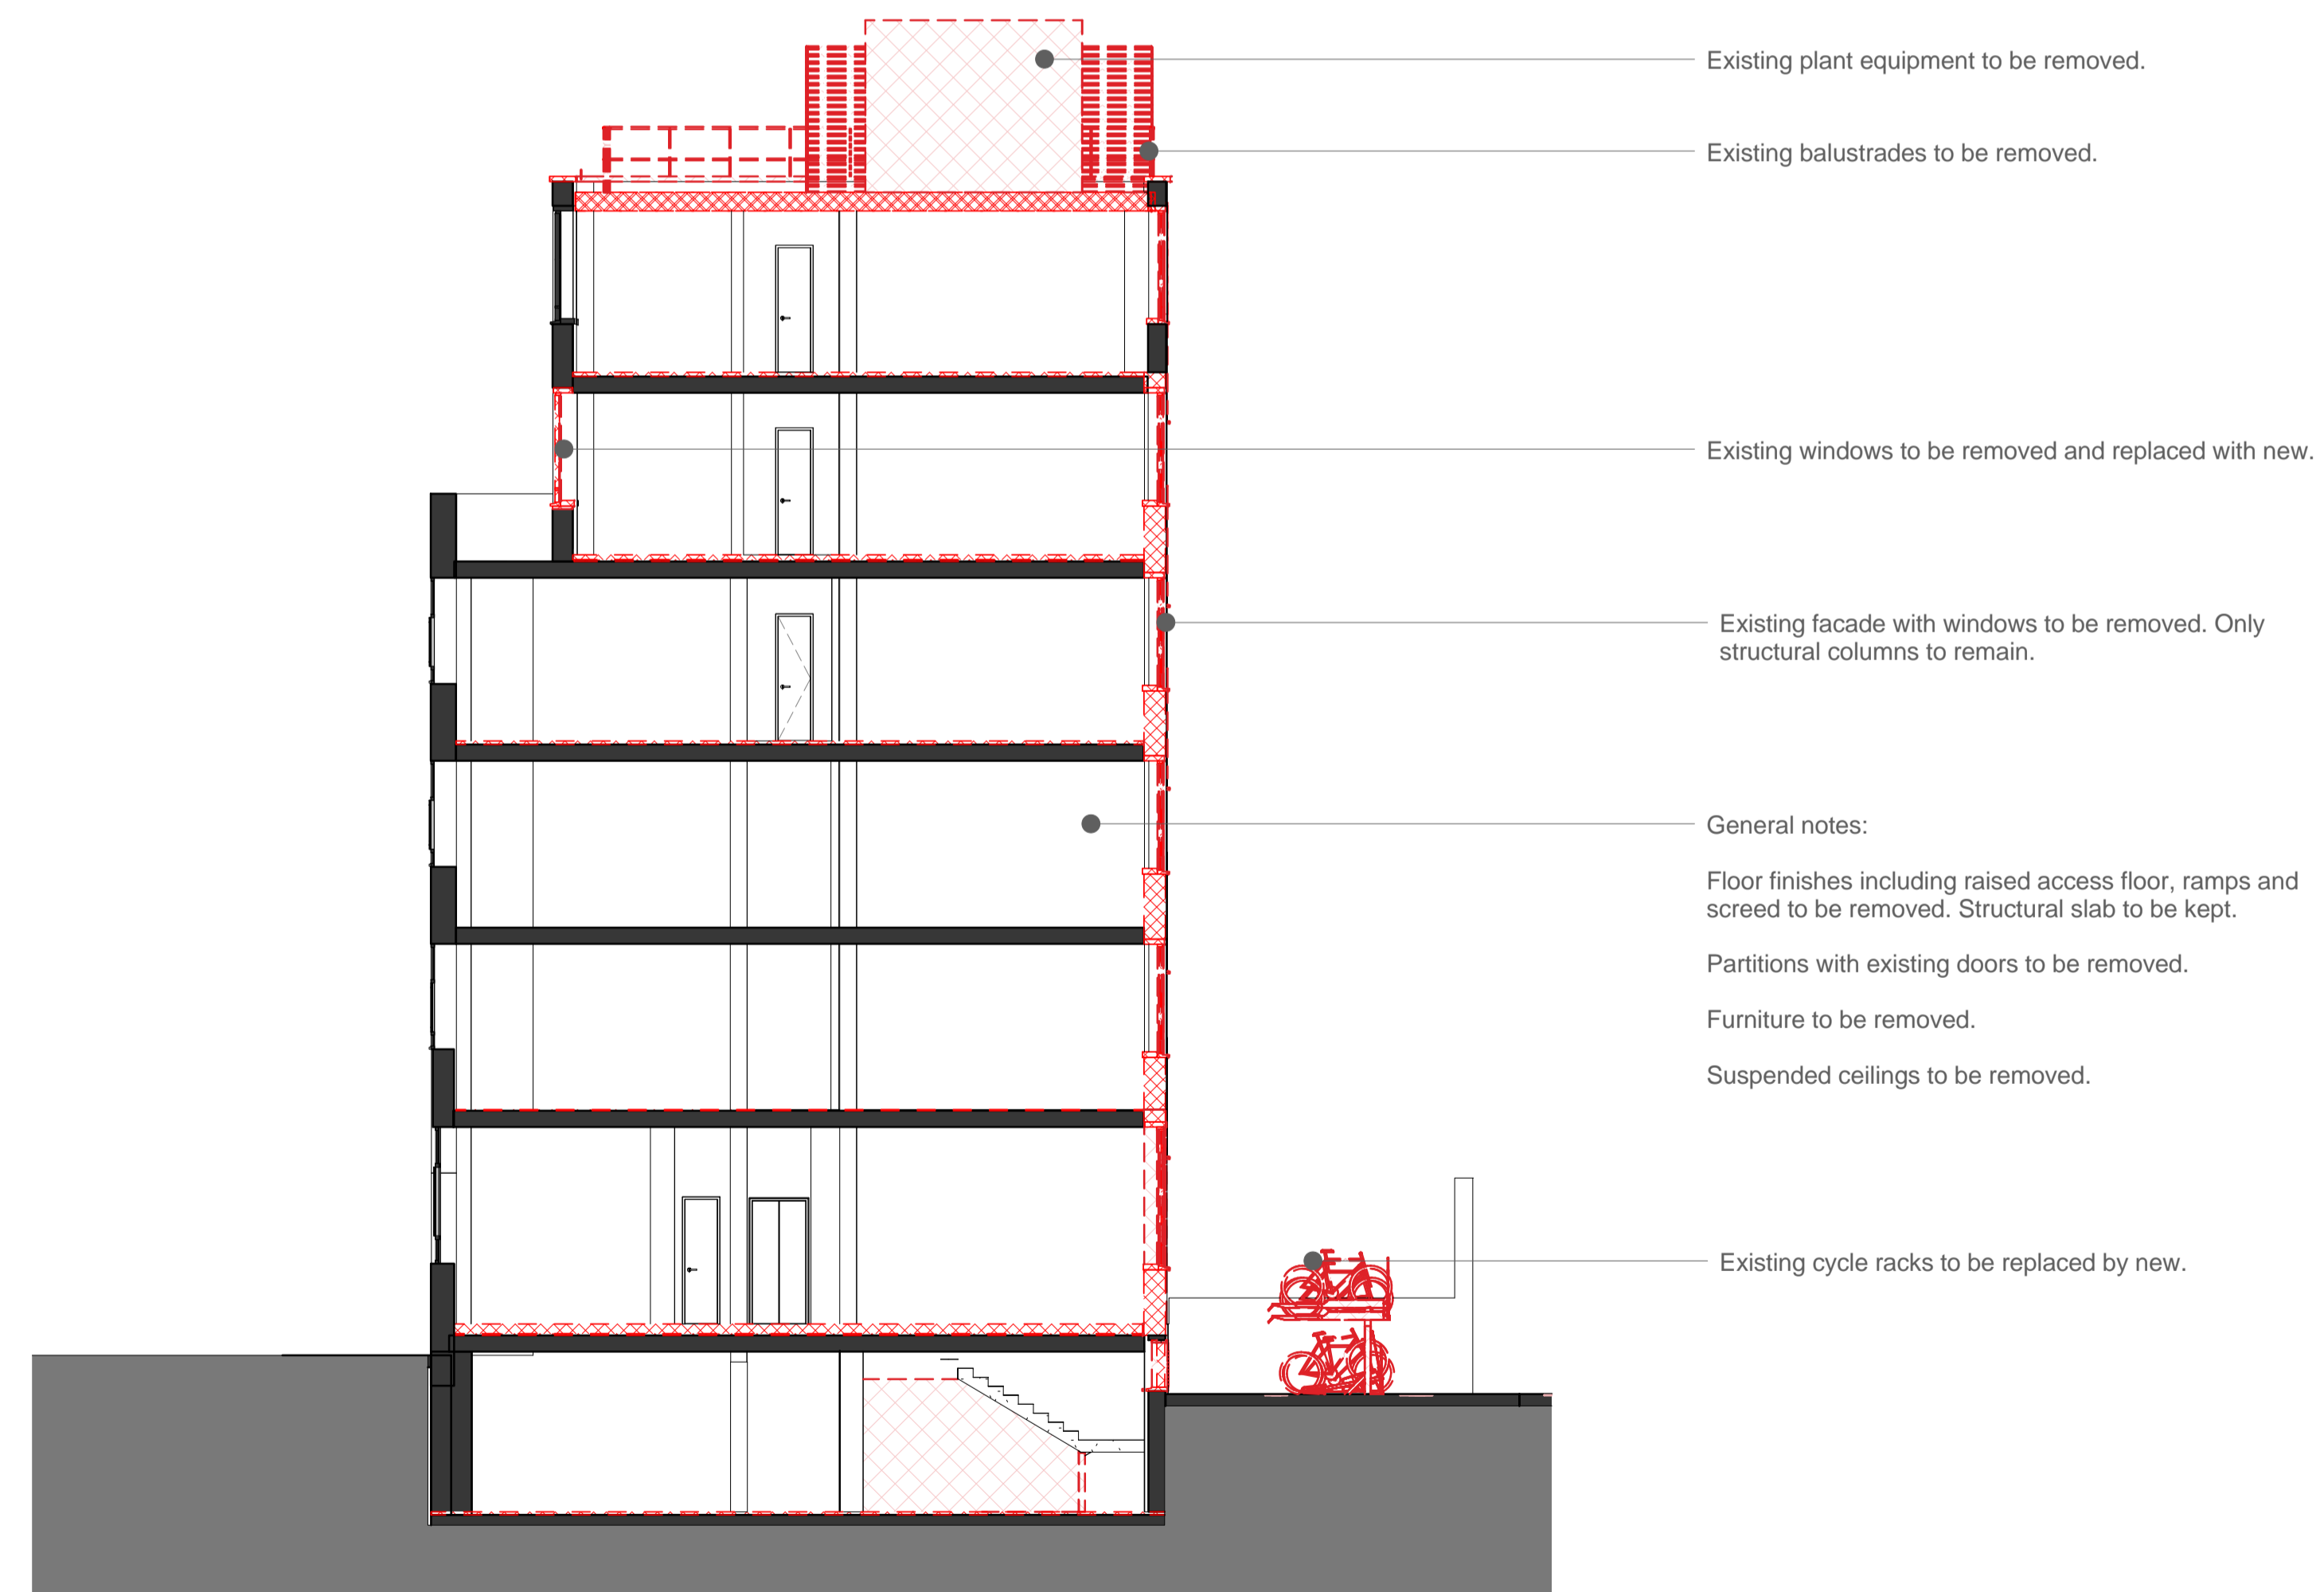 Existing plant equipment to be removed.
Existing balustrades to be removed.
Existing windows to be removed and replaced with new.
Existing facade with windows to be removed. Only
structural columns to remain.
General notes:
Floor finishes including raised access floor, ramps and
screed to be removed. Structural slab to be kept.
Partitions with existing doors to be removed.
Furniture to be removed.
Suspended ceilings to be removed.
Existing cycle racks to be replaced by new.